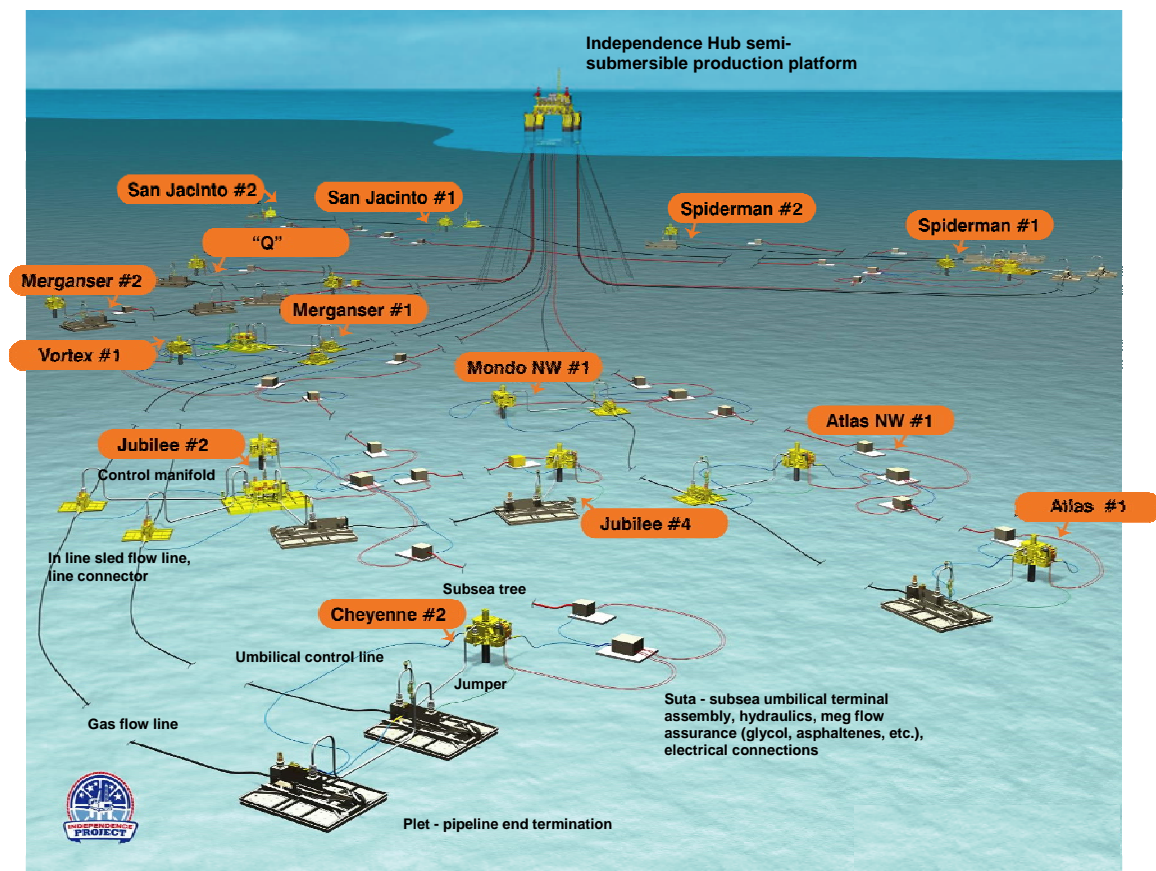 Independence Hub semi-
submersible production platform
San Jacinto #2
San Jacinto #1
Spiderman #2
Spiderman #1
“Q”
Merganser #2
Merganser #1
Vortex #1
Mondo NW #1
Atlas NW #1
Jubilee #2
Control manifold
Atlas #1
Jubilee #4
In line sled flow line,
line connector
Subsea tree
Cheyenne #2
Umbilical control line
Jumper
Suta - subsea umbilical terminal
assembly, hydraulics, meg flow
assurance (glycol, asphaltenes, etc.),
electrical connections
Gas flow line
INDEPENDENCE
PROJECT
Plet - pipeline end termination